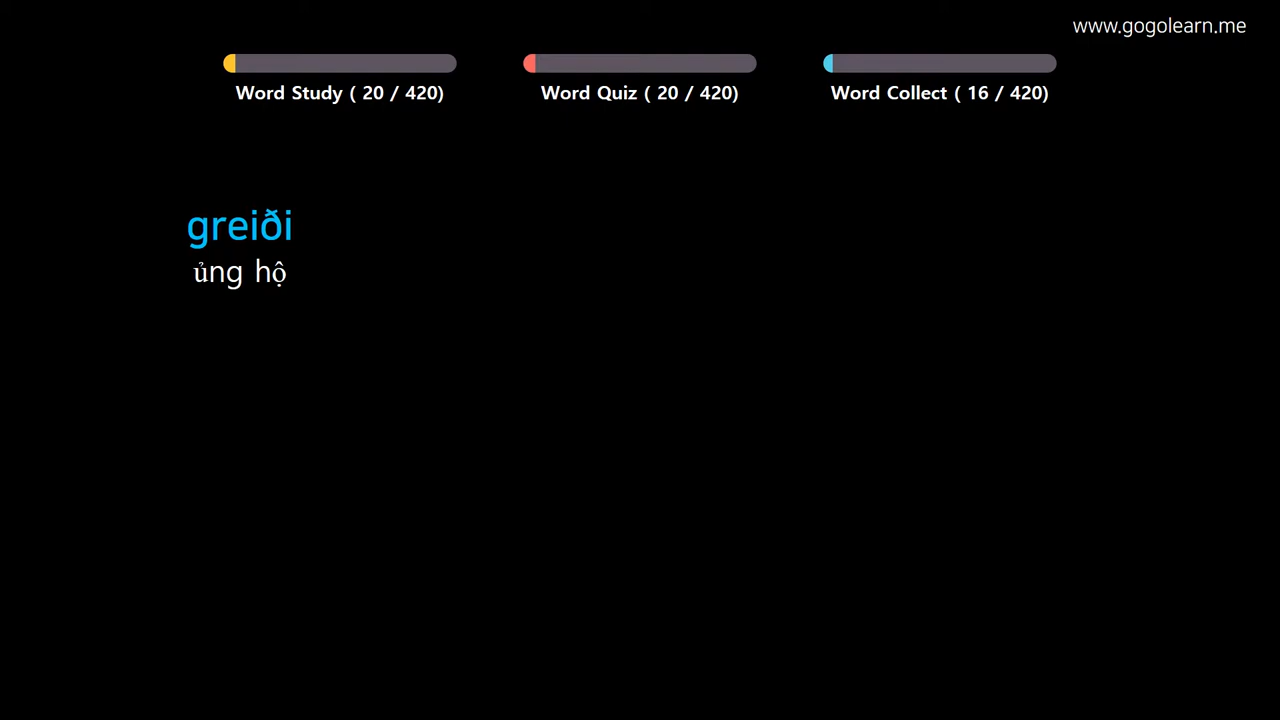 www.gogolearn.me
Word Study ( 20 / 420)
Word Quiz ( 20 / 420)
Word Collect ( 16 / 420)
greiði
ủng hộ